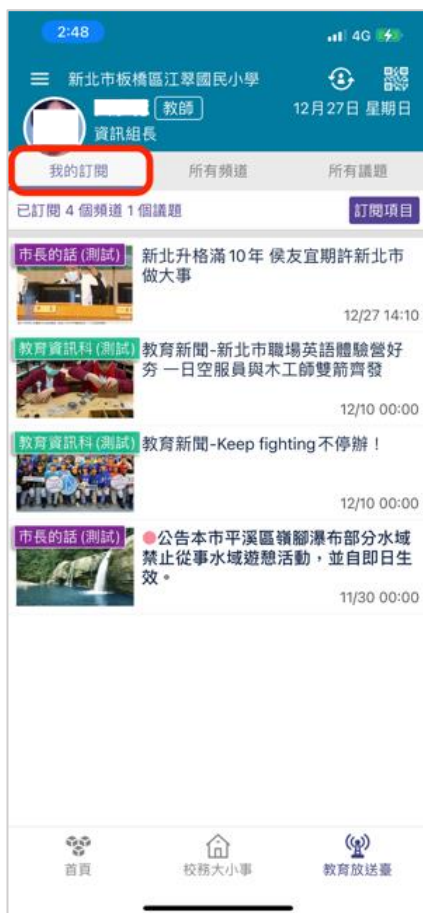 2:48
4G
新北市板橋區江翠國民小學
教師
12月27日 星期日
資訊組長
我的訂閱
所有頻道
所有議題
已訂閱 4 個頻道 1 個議題
訂閱項目
市長的話 (測試)
新北升格滿10年 侯友宜期許新北市
做大事
12/27 14:10
教育資訊科 (測試)
教育新聞-新北市職場英語體驗營好
夯 一日空服員與木工師雙箭齊發
12/10 00:00
教育資訊科 (測試)
教育新聞-Keep fighting不停辦！
12/10 00:00
市長的話 (測試)
公告本市平溪區嶺腳瀑布部分水域
禁止從事水域遊憩活動，並自即日生
效。
11/30 00:00
首頁
校務大小事
教育放送臺